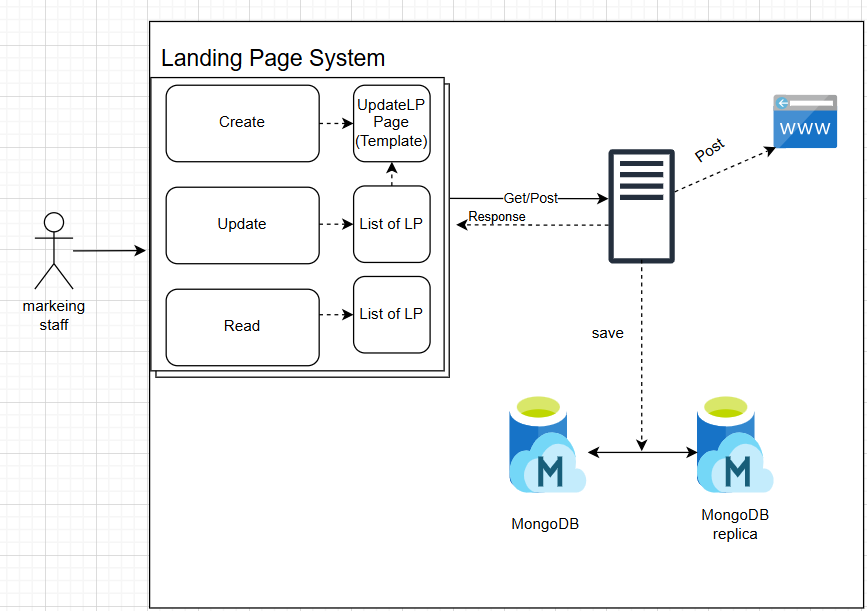 Landing Page System
Create
UpdateLP
Page
(Template)
Update
List of LP
Read
List of LP
markeing
staff
Get/Post
Response
Post
WWW
save
M
MongoDB
M
MongoDB
replica